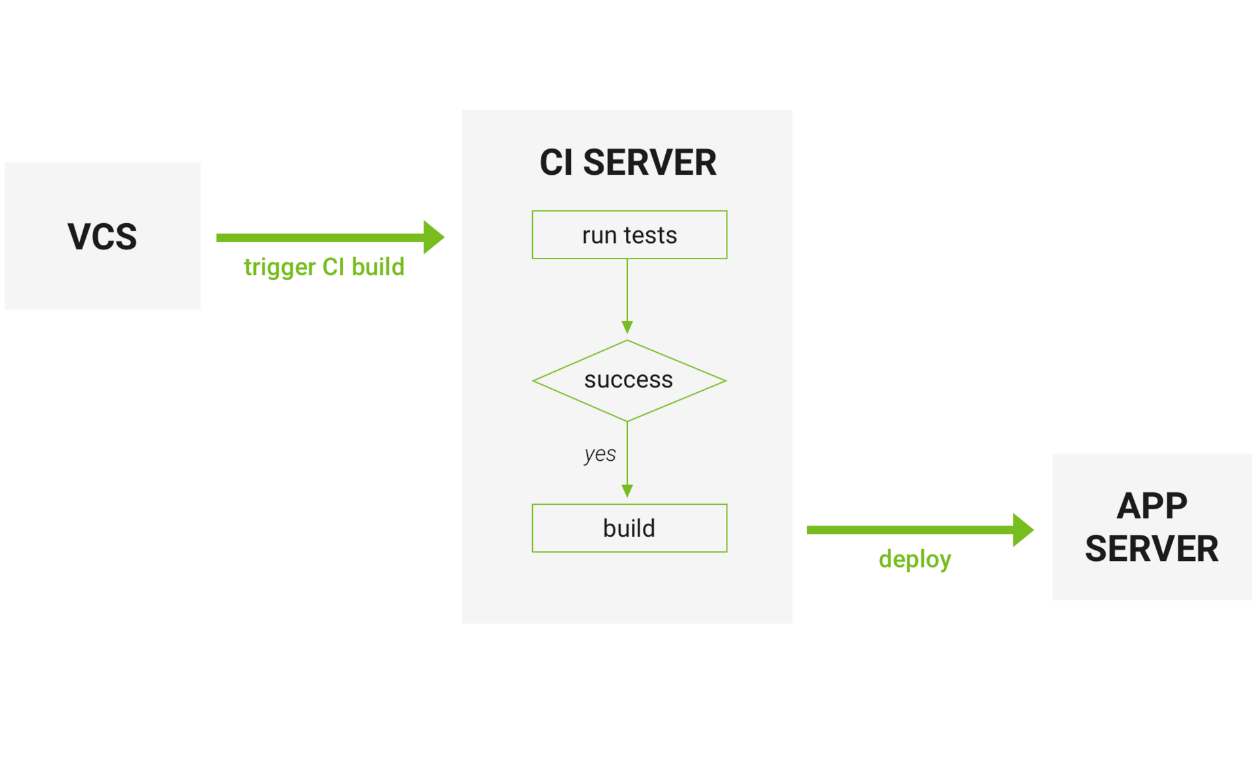 VCS
trigger CI build
CI SERVER
run tests
success
yes
build
deploy
APP
SERVER